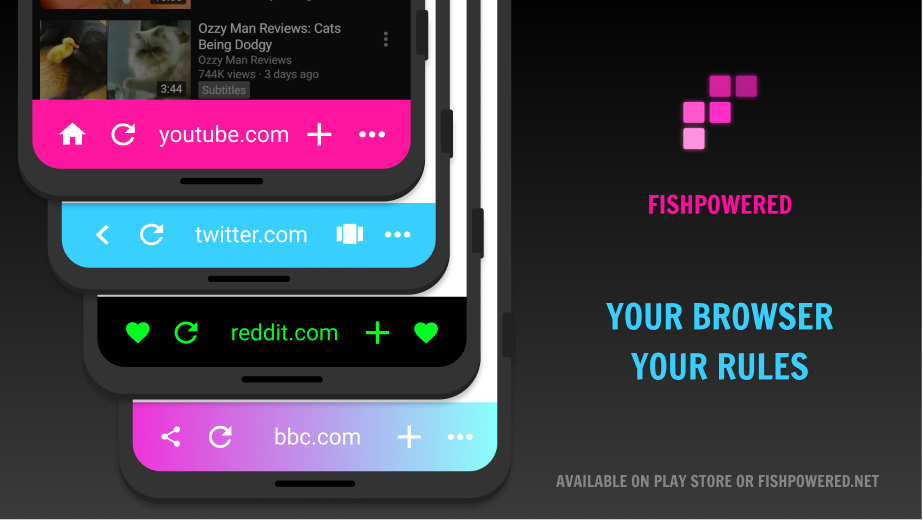 Ozzy Man Reviews: Cats
Being Dodgy
Ozzy Man Reviews
744K views · 3 days ago
3:44
Subtitles
youtube.com
twitter.com
reddit.com
bbc.com
FISHPOWERED
YOUR BROWSER
YOUR RULES
AVAILABLE ON PLAY STORE OR FISHPOWERED.NET